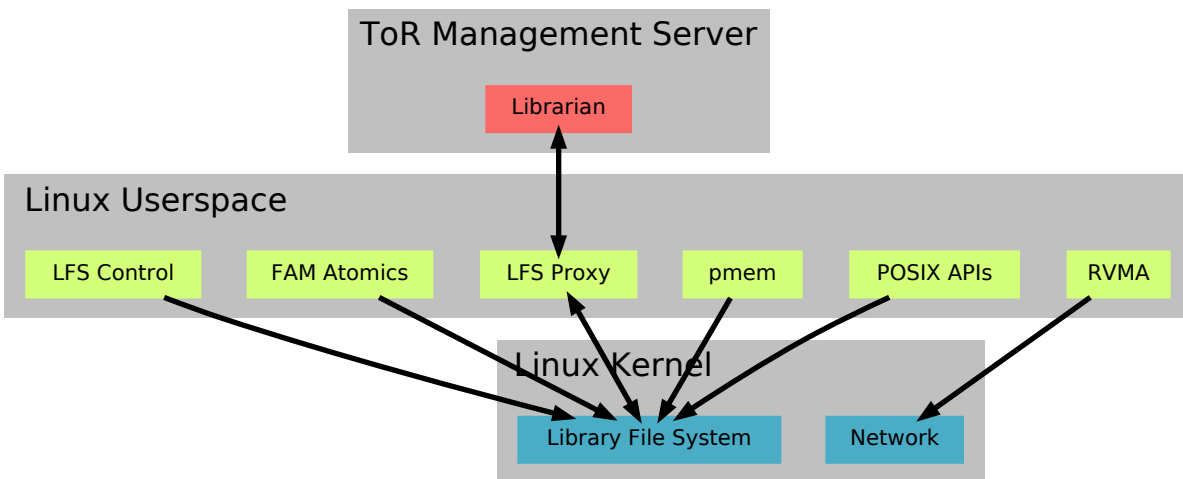 ToR Management Server
Librarian
Linux Userspace
LFS Control
FAM Atomics
LFS Proxy
pmem
POSIX APIs
RVMA
Linux Kernel
Library File System
Network